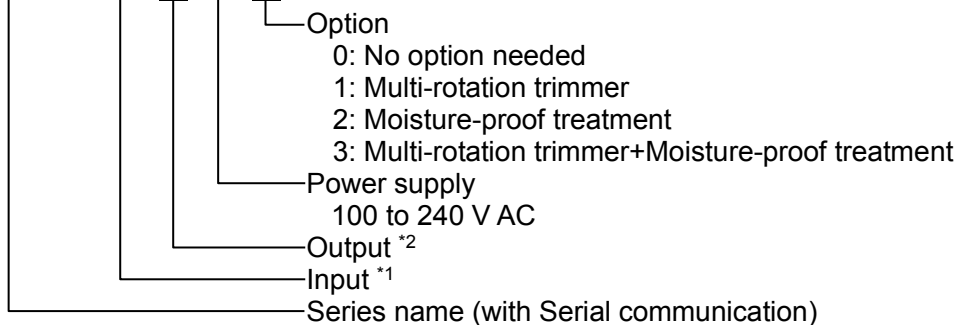 Option
0: No option needed
1: Multi-rotation trimmer
2: Moisture-proof treatment
3: Multi-rotation trimmer+Moisture-proof treatment
Power supply
100 to 240 V AC
Output *2
Input *1
Series name (with Serial communication)